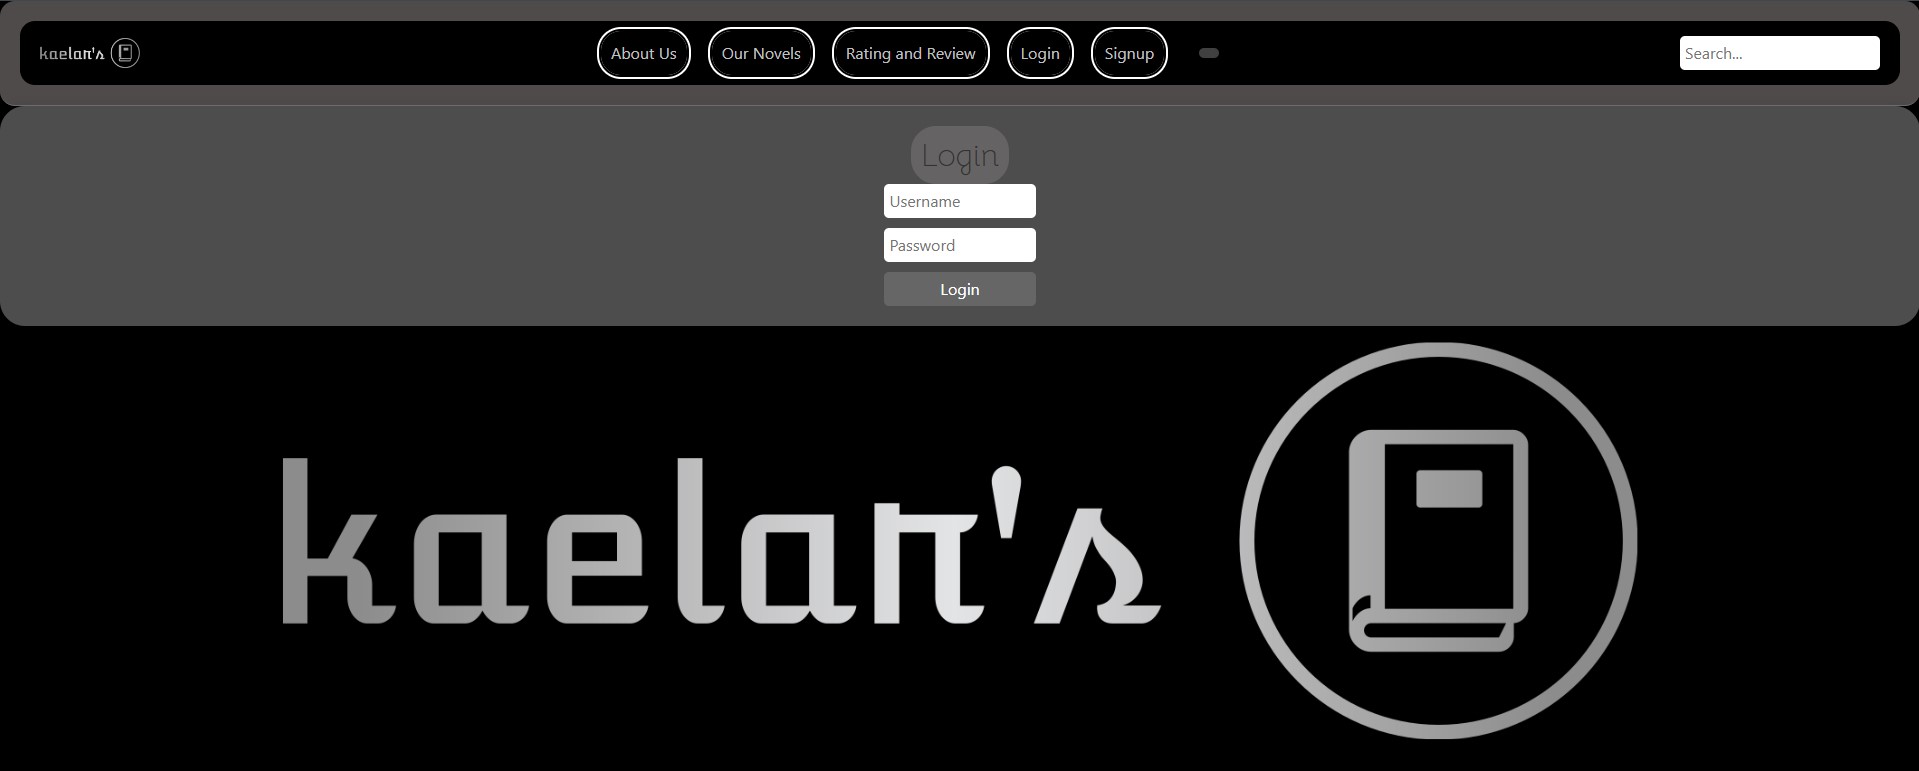 kaelan's
About Us
Our Novels
Rating and Review
Login
Signup
Search...
Login
Username
Password
Login
kaelan's